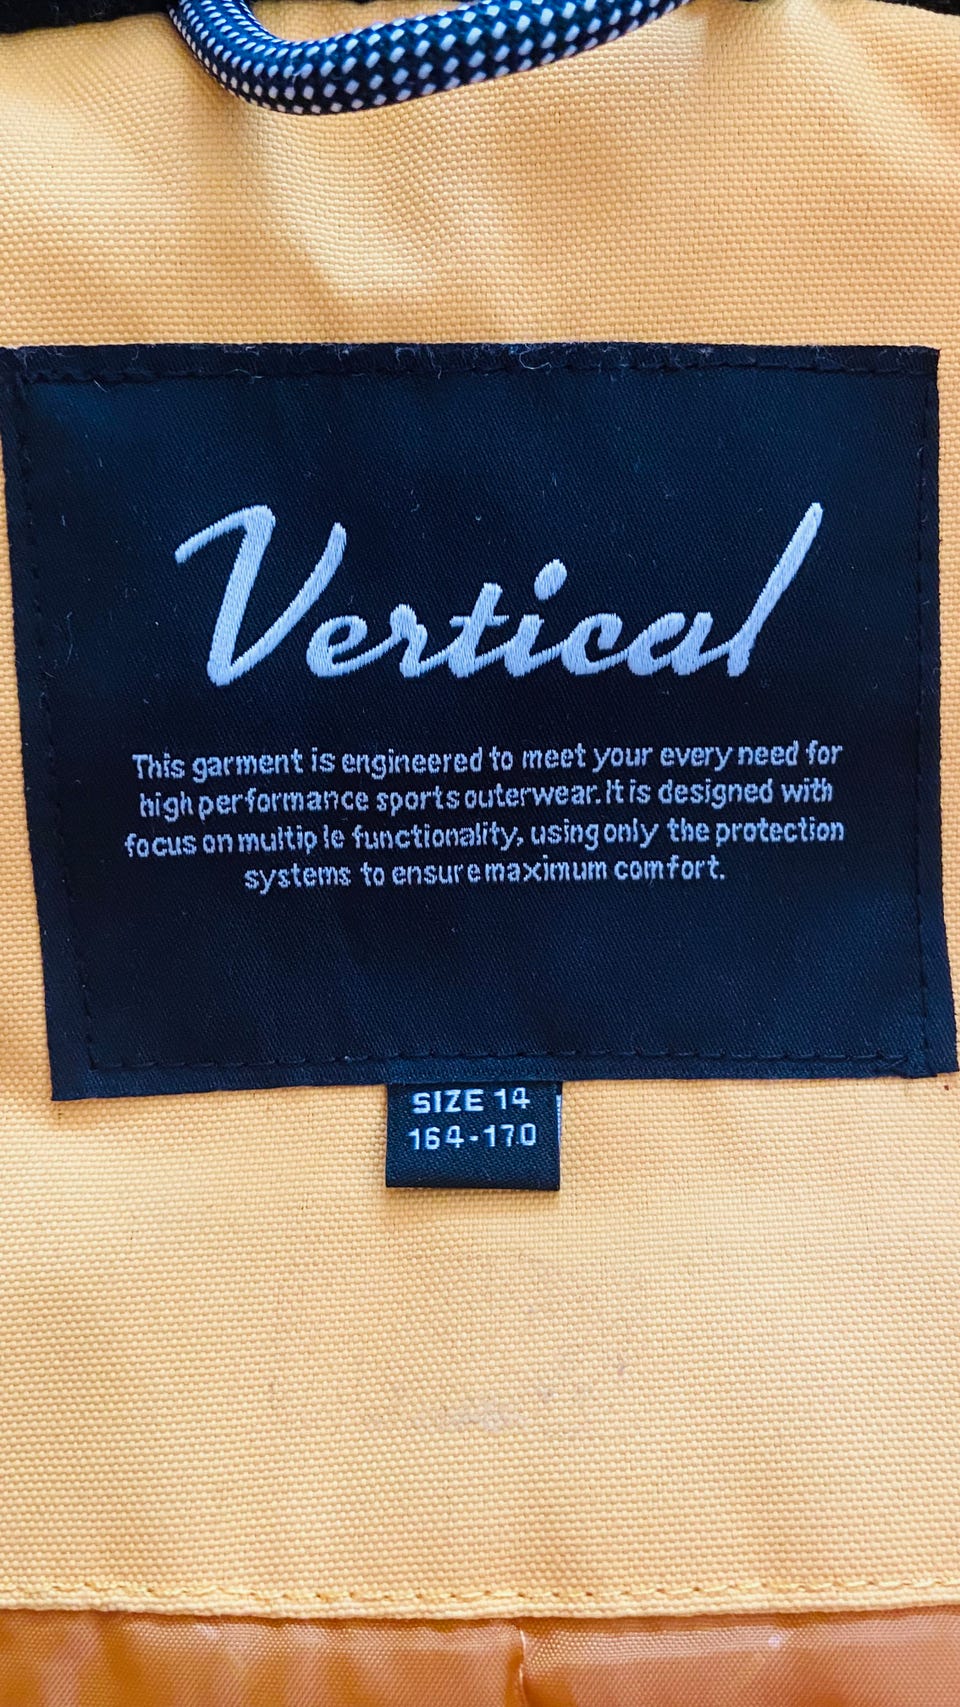 Vertical
This garment is engineered to meet your every need for
high performance sports outerwear. It is designed with
focus on multiple functionality, using only the protection
systems to ensure maximum comfort.
SIZE 14
164-170